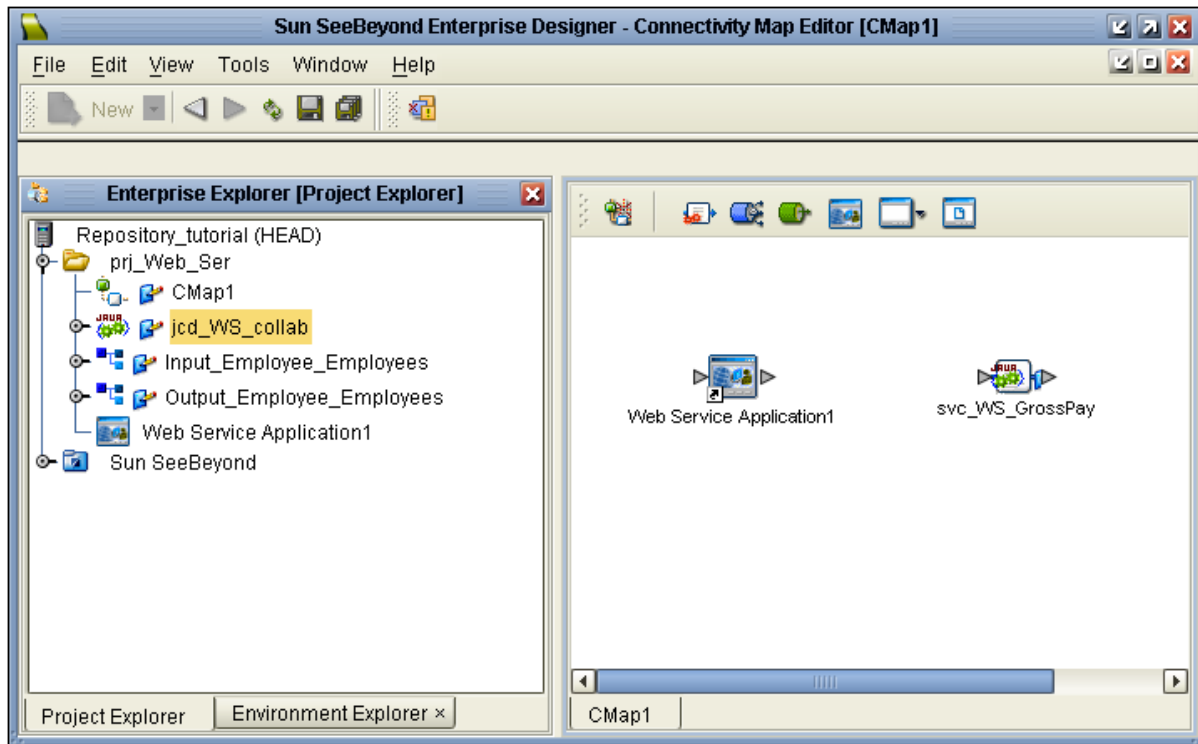 Sun SeeBeyond Enterprise Designer - Connectivity Map Editor [CMap1]
File Edit View Tools Window Help
New
Enterprise Explorer [Project Explorer]
Repository_tutorial (HEAD)
prj_Web_Ser
CMap1
JAVA
jcd_WS_collab
Input_Employee_Employees
Output_Employee_Employees
Web Service Application1
Sun SeeBeyond
Project Explorer
Environment Explorer ×
Web Service Application1
JAVA
svc_WS_GrossPay
CMap1